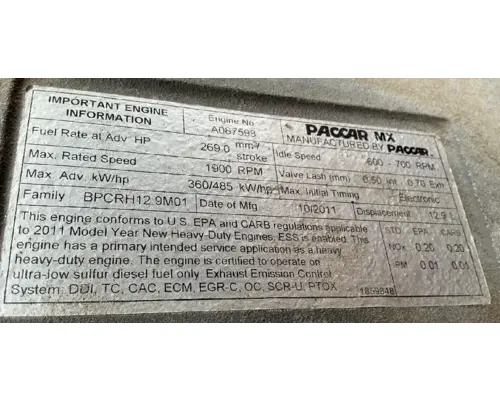 IMPORTANT ENGINE INFORMATION
Engine No A087593
PACCAR MX
MANUFACTURED BY PACCAR
Fuel Rate at Adv HP 269.0 mm³/stroke
Idle Speed 600 - 700 RPM
Max. Rated Speed 1900 RPM
Valve Lash (mm) 0.50 Int 0.70 Exh
Max. Adv kW/hp 360/485 kW/hp
Max. Initial Timing Electronic
Family BPCRH12.9M01
Date of Mfg 10/2011
Displacement 12.9 L
This engine conforms to U.S. EPA and CARB regulations applicable
to 2011 Model Year New Heavy-Duty Engines, ESS is enabled. This
engine has a primary intended service application as a heavy
heavy-duty engine. The engine is certified to operate on
ultra-low sulfur diesel fuel only. Exhaust Emission Control
System: DDI, TC, CAC, ECM, EGR-C, OC, SCR-U, PTOX
STD EPA CARB
NOx 0.20 0.20
PM 0.01 0.01